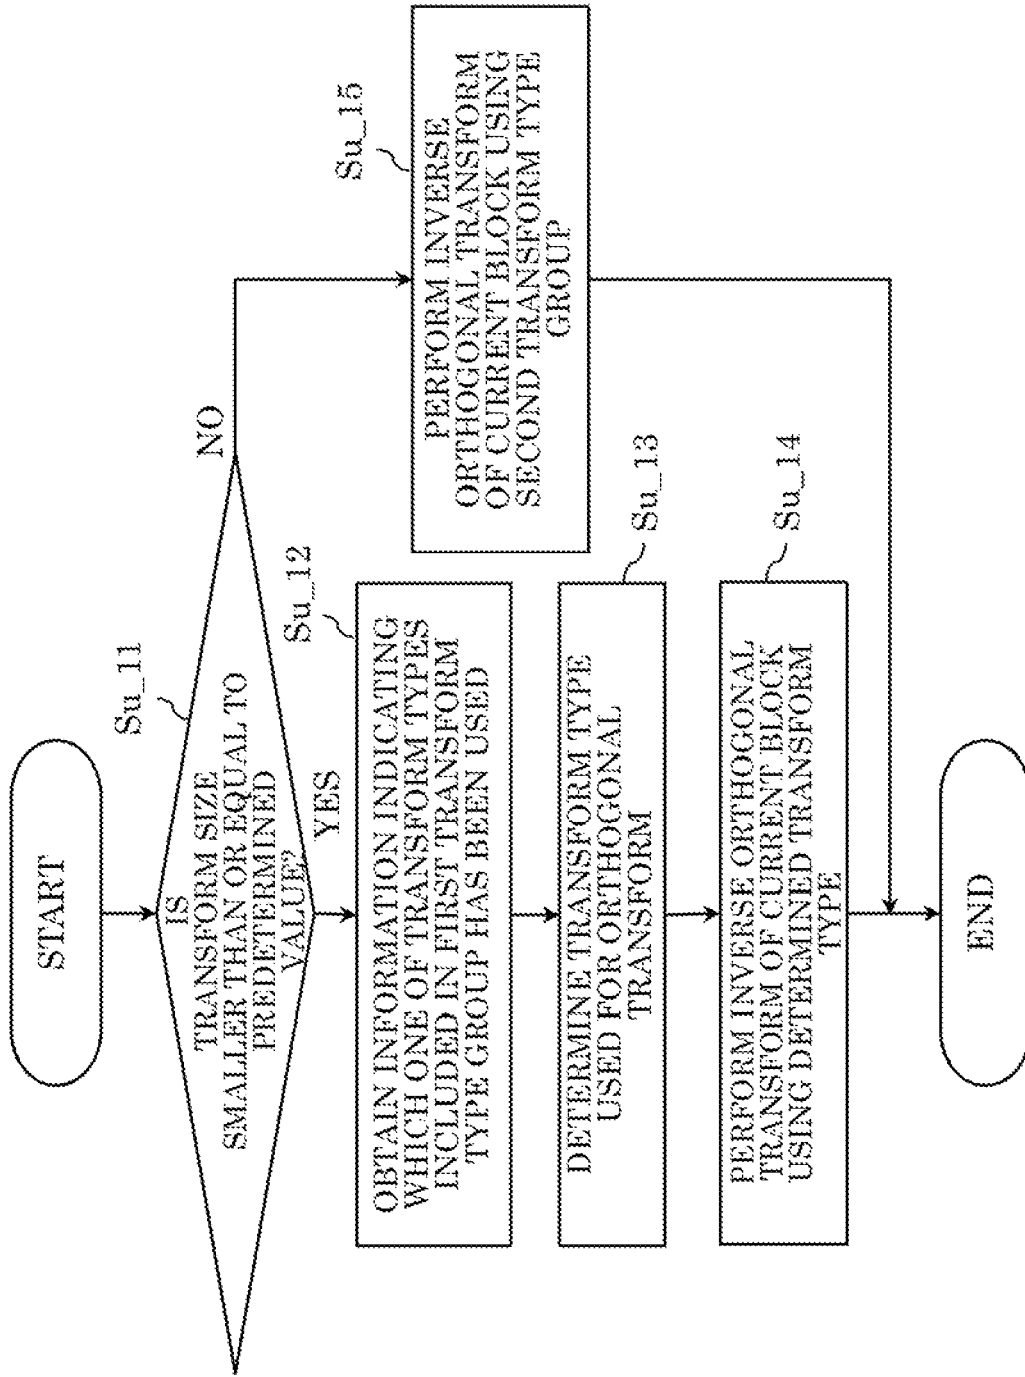 START
Su_11
IS
TRANSFORM SIZE
SMALLER THAN OR EQUAL TO
PREDETERMINED
VALUE?
NO
YES
Su_12
OBTAIN INFORMATION INDICATING
WHICH ONE OF TRANSFORM TYPES
INCLUDED IN FIRST TRANSFORM
TYPE GROUP HAS BEEN USED
Su_15
PERFORM INVERSE
ORTHOGONAL TRANSFORM
OF CURRENT BLOCK USING
SECOND TRANSFORM TYPE
GROUP
Su_13
DETERMINE TRANSFORM TYPE
USED FOR ORTHOGONAL
TRANSFORM
Su_14
PERFORM INVERSE ORTHOGONAL
TRANSFORM OF CURRENT BLOCK
USING DETERMINED TRANSFORM
TYPE
END